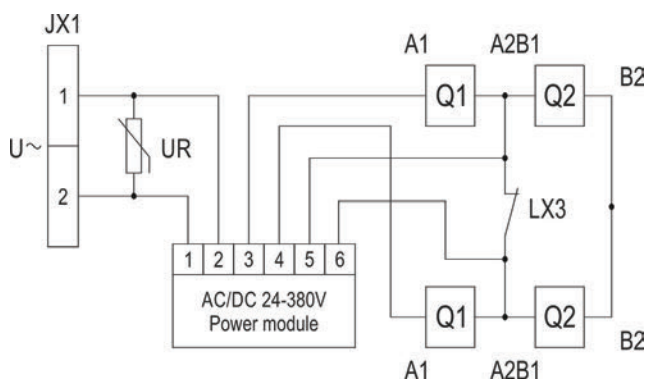 JX1
A1
A2B1
B2
1
Q1
Q2
U~
UR
2
LX3
1 2 3 4 5 6
AC/DC 24-380V
Power module
Q1
Q2
A1
A2B1
B2